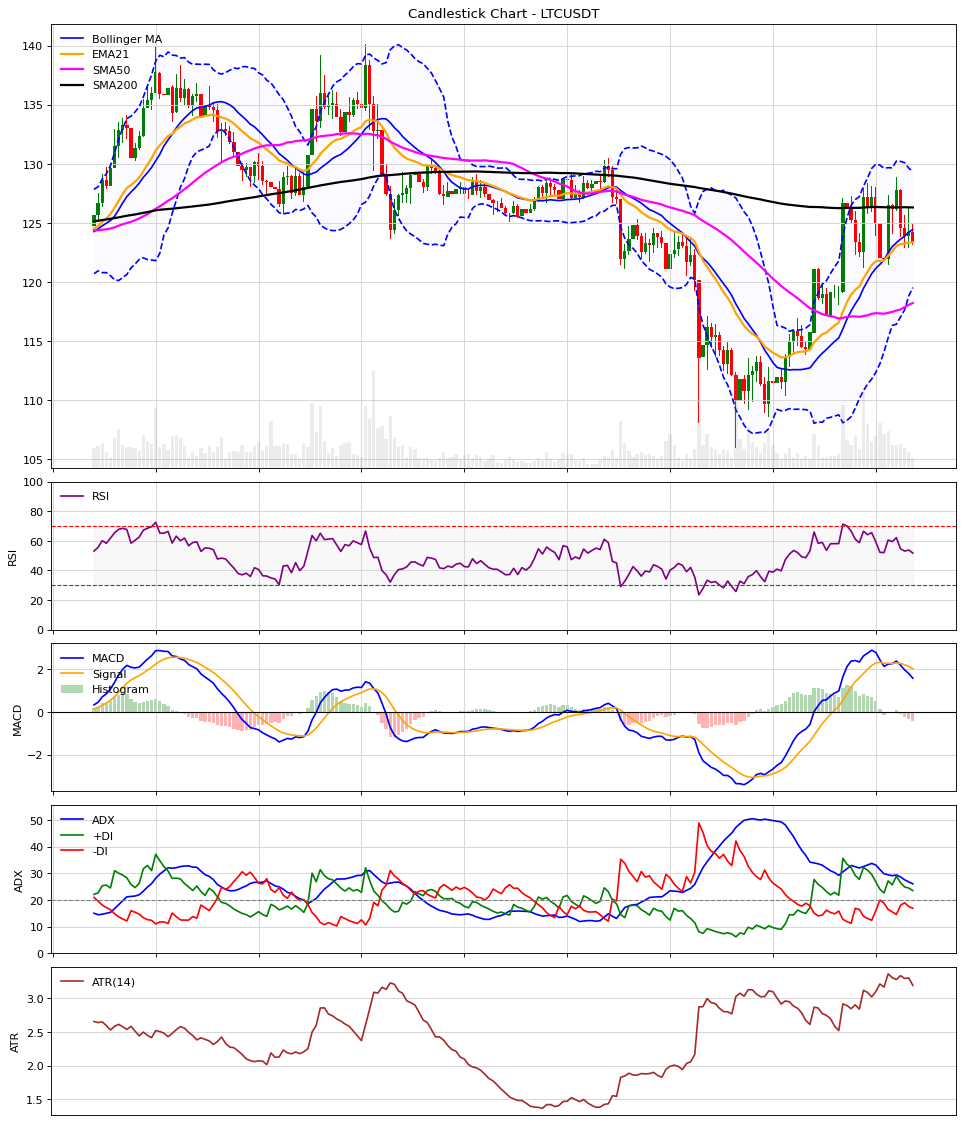 Candlestick Chart - LTCUSDT
Bollinger MA
EMA21
SMA50
SMA200
140
135
130
125
120
115
110
105
RSI
100
80
60
40
20
0
RSI
MACD
Signal
Histogram
2
0
−2
MACD
ADX
+DI
-DI
50
40
30
20
10
0
ADX
ATR(14)
3.0
2.5
2.0
1.5
ATR